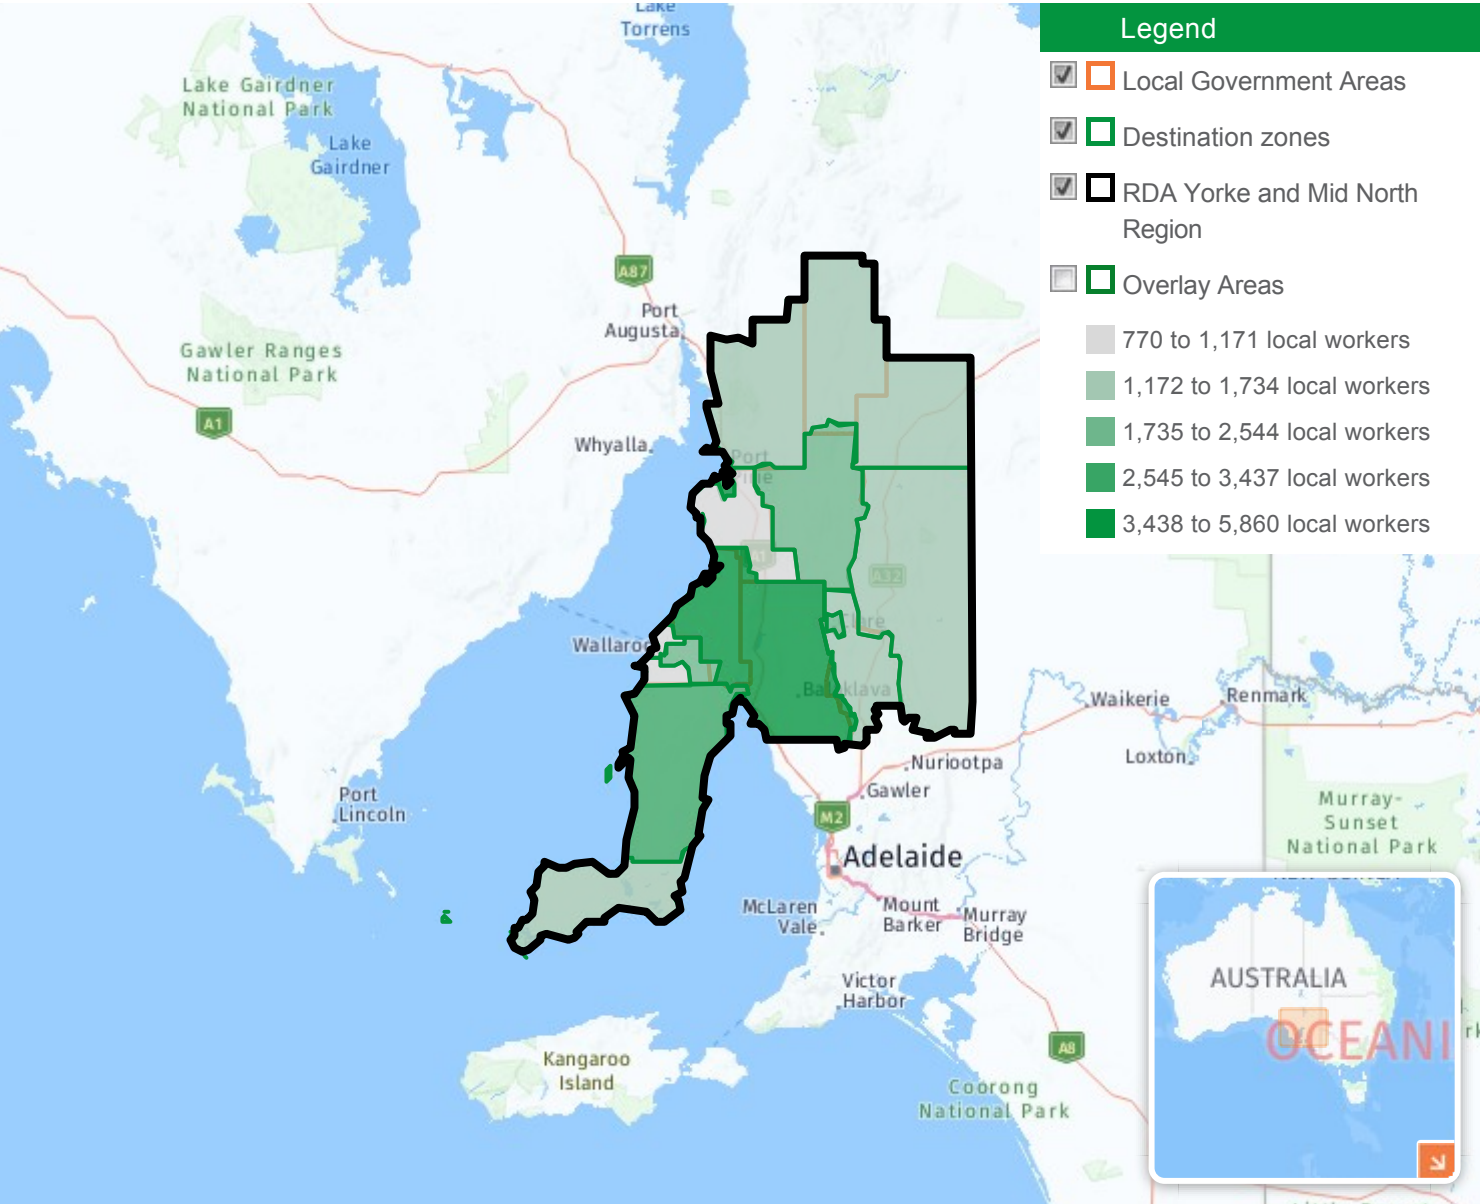 Lake
Torrens
Legend
Local Government Areas
Destination zones
RDA Yorke and Mid North
Region
Overlay Areas
770 to 1,171 local workers
1,172 to 1,734 local workers
1,735 to 2,544 local workers
2,545 to 3,437 local workers
3,438 to 5,860 local workers
Lake Gairdner
National Park
Lake
Gairdner
A87
Port
Augusta
Gawler Ranges
National Park
A1
Whyalla
Port
A1
A32
Clare
Wallaroo
Balaklava
Waikerie
Renmark
Loxton
Nuriootpa
Gawler
Port
Lincoln
M2
Murray-
Sunset
National Park
Adelaide
McLaren
Vale
Mount
Barker
Murray
Bridge
Victor
Harbor
Kangaroo
Island
A8
Coorong
National Park
AUSTRALIA
OCEANI